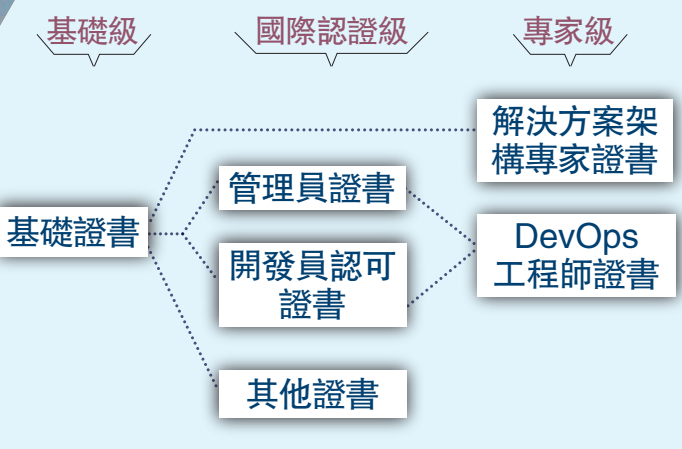 基礎級
國際認證級
專家級
解決方案架
構專家證書
管理員證書
基礎證書
DevOps
工程師證書
開發員認可
證書
其他證書